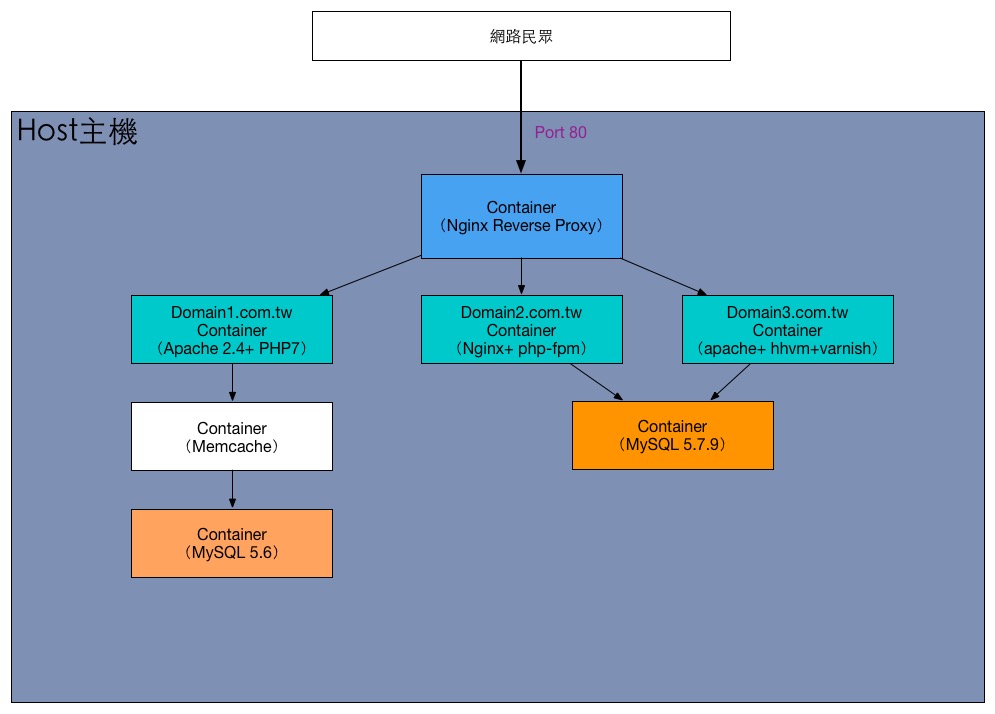 網路民眾
Host主機
Port 80
Container
（Nginx Reverse Proxy）
Domain1.com.tw
Container
（Apache 2.4+ PHP7）
Domain2.com.tw
Container
（Nginx+ php-fpm）
Domain3.com.tw
Container
（apache+ hhvm+varnish）
Container
（Memcache）
Container
（MySQL 5.7.9）
Container
（MySQL 5.6）